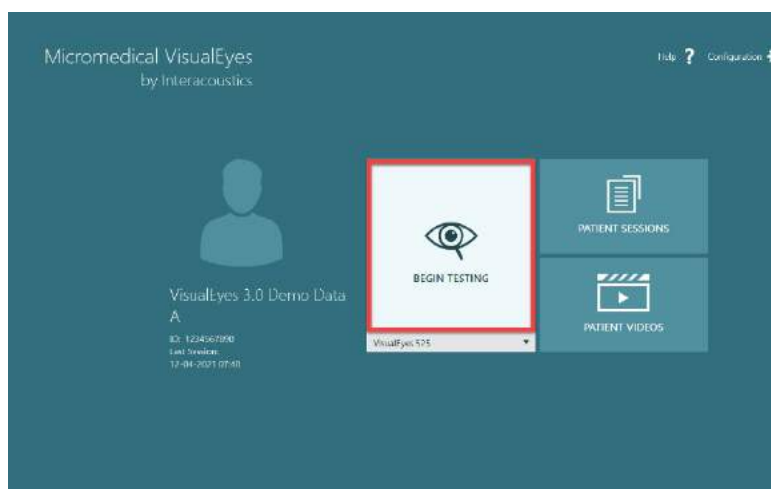 Micromedical VisualEyes
by Interacoustics
Help ? Configuration
BEGIN TESTING
PATIENT SESSIONS
PATIENT VIDEOS
VisualEyes 3.0 Demo Data
A
ID: 1234567890
Last Session:
12-04-2021 07:48
VisualEyes 525